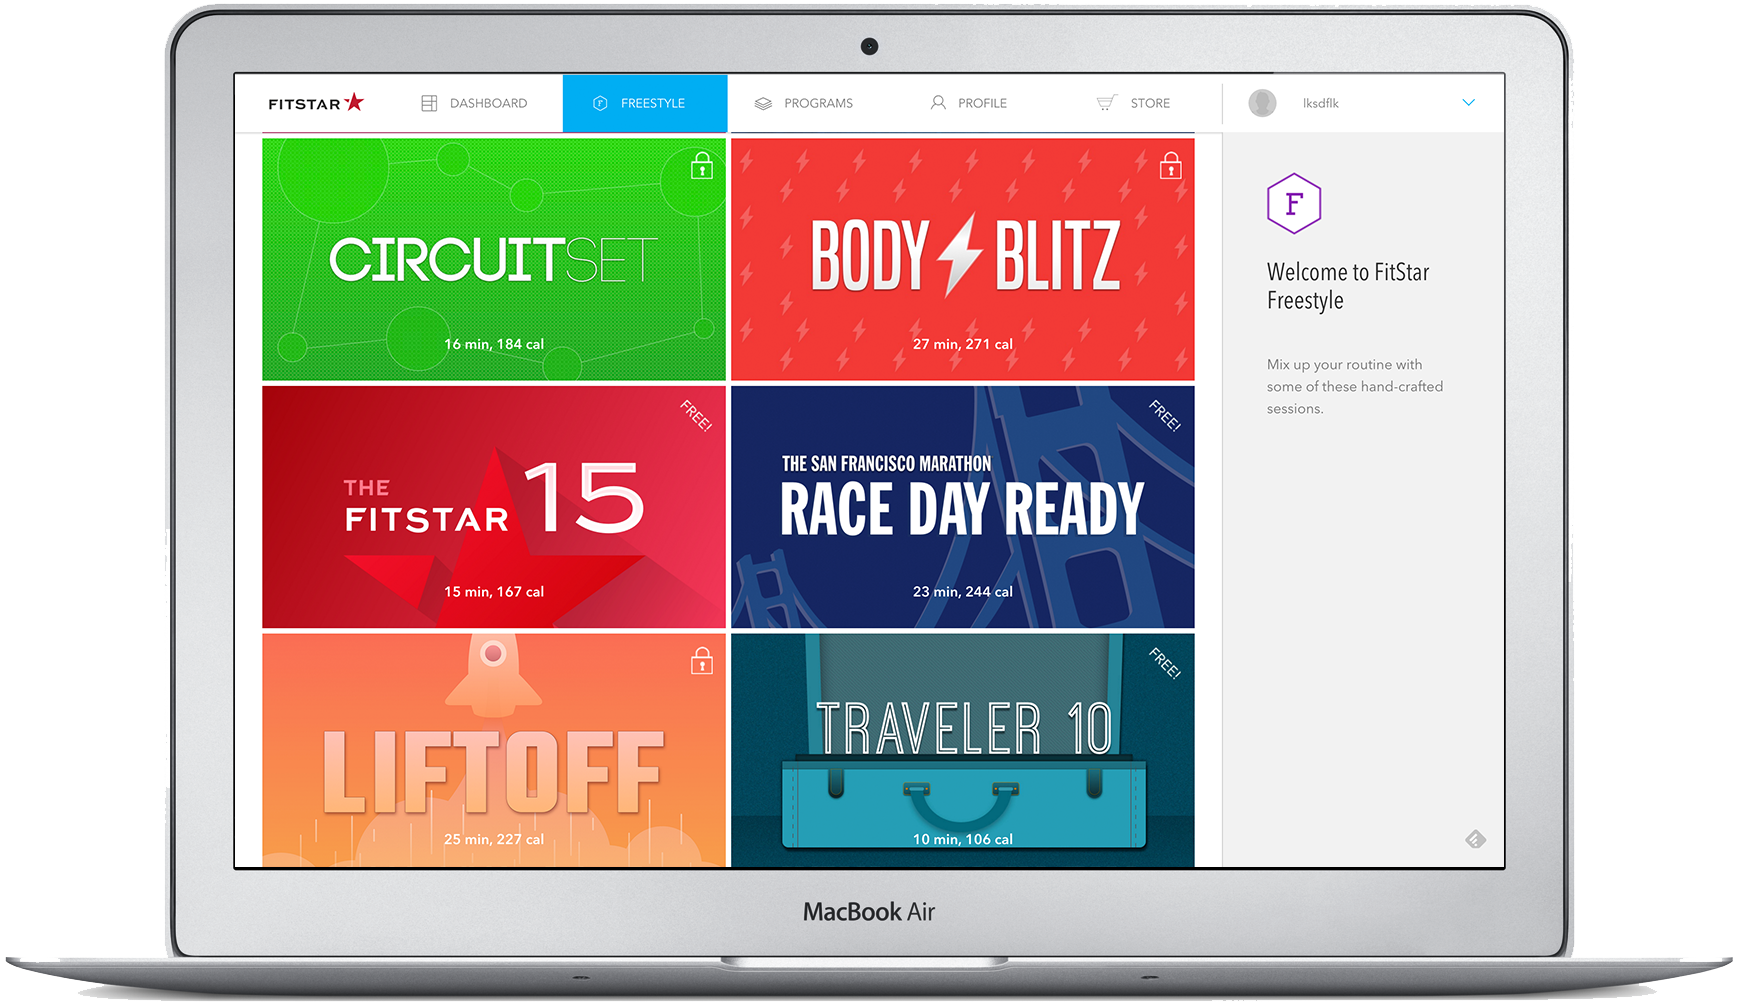 FITSTAR
DASHBOARD
F
FREESTYLE
PROGRAMS
PROFILE
STORE
lksdflk
CIRCUITSET
16 min, 184 cal
BODY BLITZ
27 min, 271 cal
FREE!
THE
FITSTAR 15
15 min, 167 cal
FREE!
THE SAN FRANCISCO MARATHON
RACE DAY READY
23 min, 244 cal
LIFTOFF
25 min, 227 cal
FREE!
TRAVELER 10
10 min, 106 cal
F
Welcome to FitStar
Freestyle
Mix up your routine with
some of these hand-crafted
sessions.
MacBook Air